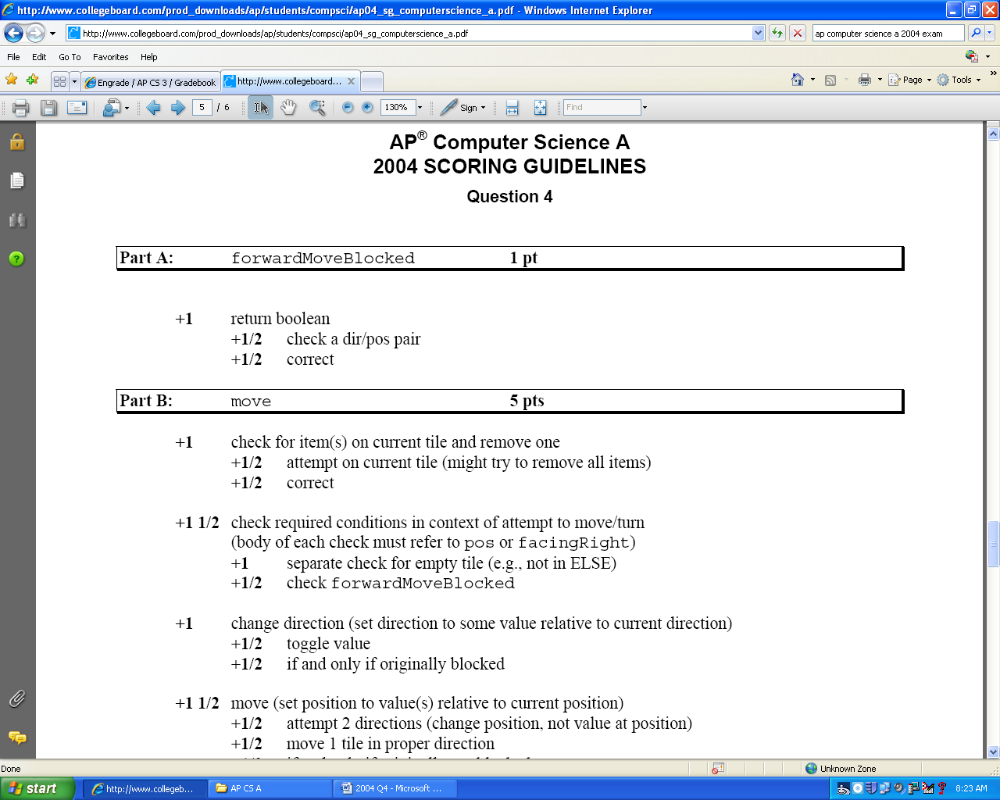 http://www.collegeboard.com/prod_downloads/ap/students/compsci/ap04_sg_computerscience_a.pdf - Windows Internet Explorer
http://www.collegeboard.com/prod_downloads/ap/students/compsci/ap04_sg_computerscience_a.pdf
ap computer science a 2004 exam
File Edit Go To Favorites Help
Engrade / AP CS 3 / Gradebook
http://www.collegeboard...
Page Tools
5 / 6
130%
Sign
Find
AP® Computer Science A
2004 SCORING GUIDELINES
Question 4
Part A: forwardMoveBlocked 1 pt
+1 return boolean
+1/2 check a dir/pos pair
+1/2 correct
Part B: move 5 pts
+1 check for item(s) on current tile and remove one
+1/2 attempt on current tile (might try to remove all items)
+1/2 correct
+1 1/2 check required conditions in context of attempt to move/turn
(body of each check must refer to pos or facingRight)
+1 separate check for empty tile (e.g., not in ELSE)
+1/2 check forwardMoveBlocked
+1 change direction (set direction to some value relative to current direction)
+1/2 toggle value
+1/2 if and only if originally blocked
+1 1/2 move (set position to value(s) relative to current position)
+1/2 attempt 2 directions (change position, not value at position)
+1/2 move 1 tile in proper direction
Done
Unknown Zone
start
http://www.collegeb...
AP CS A
2004 Q4 - Microsoft ...
8:23 AM